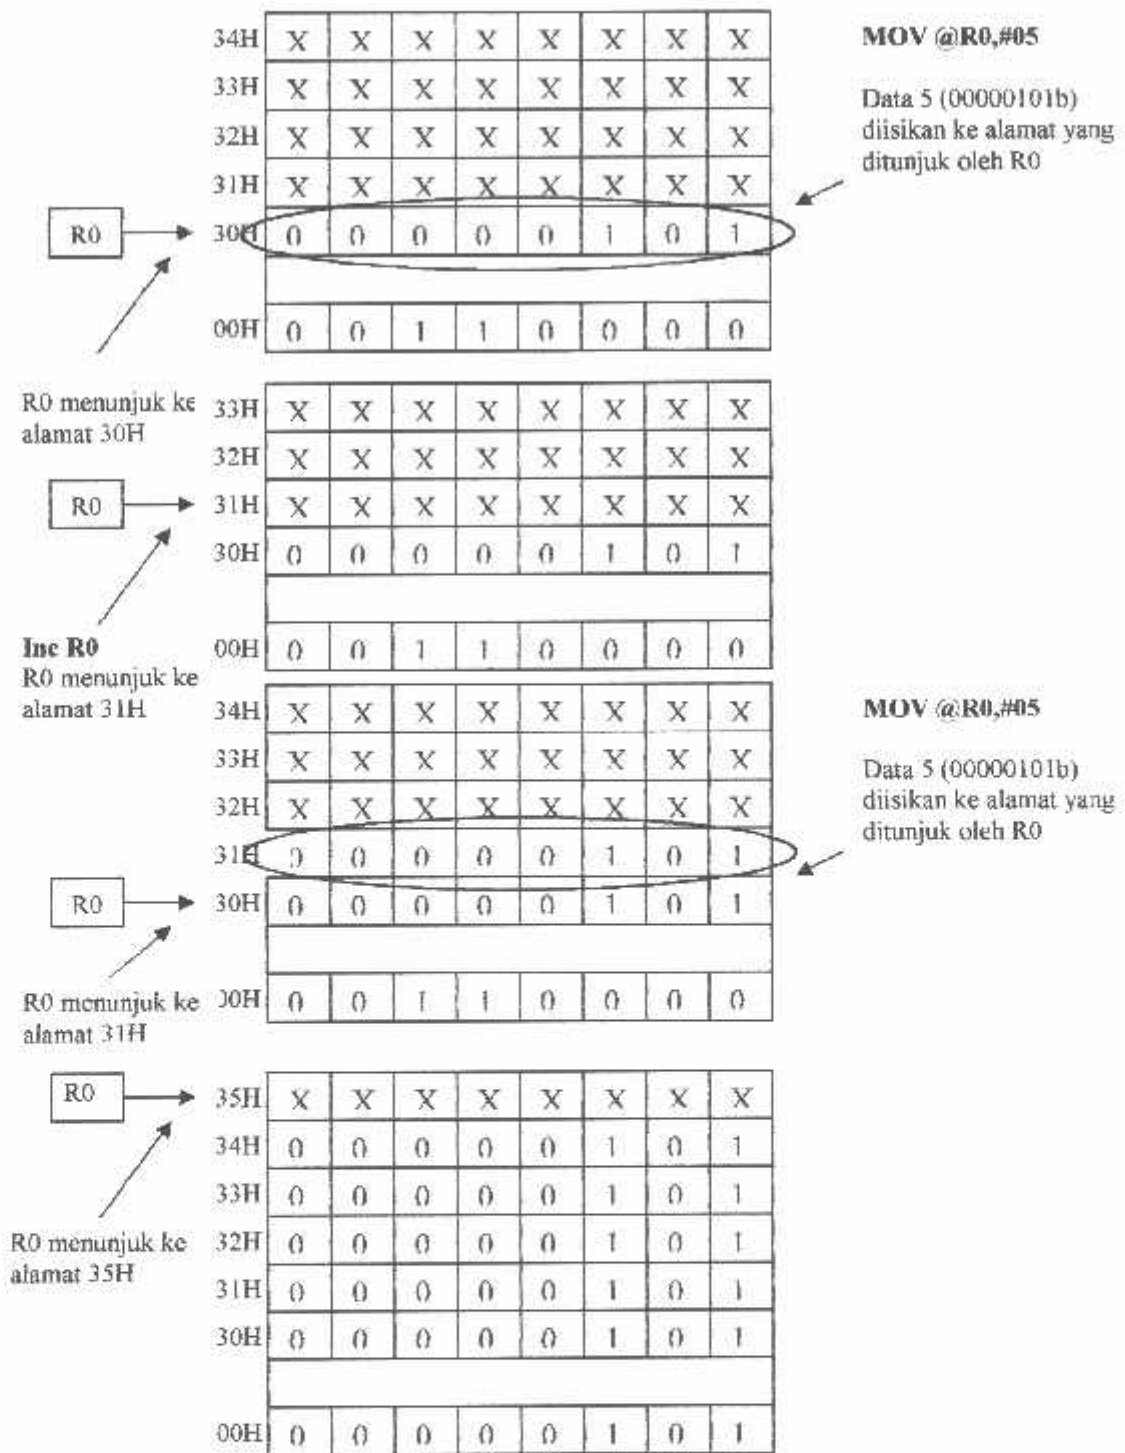 34H X X X X X X X X
MOV @R0,#05
33H X X X X X X X X
Data 5 (00000101b)
diisikan ke alamat yang
ditunjuk oleh R0
32H X X X X X X X X
31H X X X X X X X X
R0
30H 0 0 0 0 0 1 0 1
00H 0 0 1 1 0 0 0 0
R0 menunjuk ke
alamat 30H
33H X X X X X X X X
32H X X X X X X X X
R0
31H X X X X X X X X
30H 0 0 0 0 0 1 0 1
Inc R0
R0 menunjuk ke
alamat 31H
00H 0 0 1 1 0 0 0 0
34H X X X X X X X X
MOV @R0,#05
33H X X X X X X X X
Data 5 (00000101b)
diisikan ke alamat yang
ditunjuk oleh R0
32H X X X X X X X X
31H 0 0 0 0 0 1 0 1
R0
30H 0 0 0 0 0 1 0 1
R0 menunjuk ke
alamat 31H
00H 0 0 1 1 0 0 0 0
R0
35H X X X X X X X X
34H 0 0 0 0 0 1 0 1
33H 0 0 0 0 0 1 0 1
R0 menunjuk ke
alamat 35H
32H 0 0 0 0 0 1 0 1
31H 0 0 0 0 0 1 0 1
30H 0 0 0 0 0 1 0 1
00H 0 0 0 0 0 1 0 1